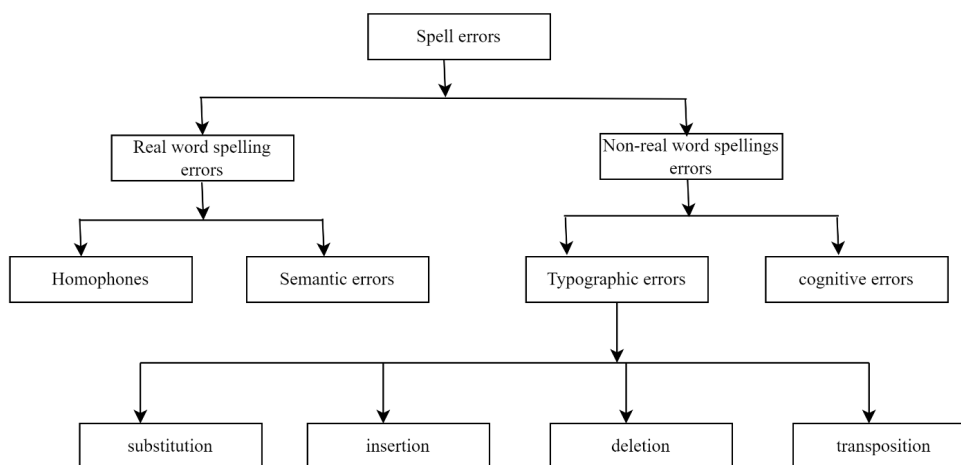 Spell errors
Real word spelling
errors
Non-real word spellings
errors
Homophones
Semantic errors
Typographic errors
cognitive errors
substitution
insertion
deletion
transposition